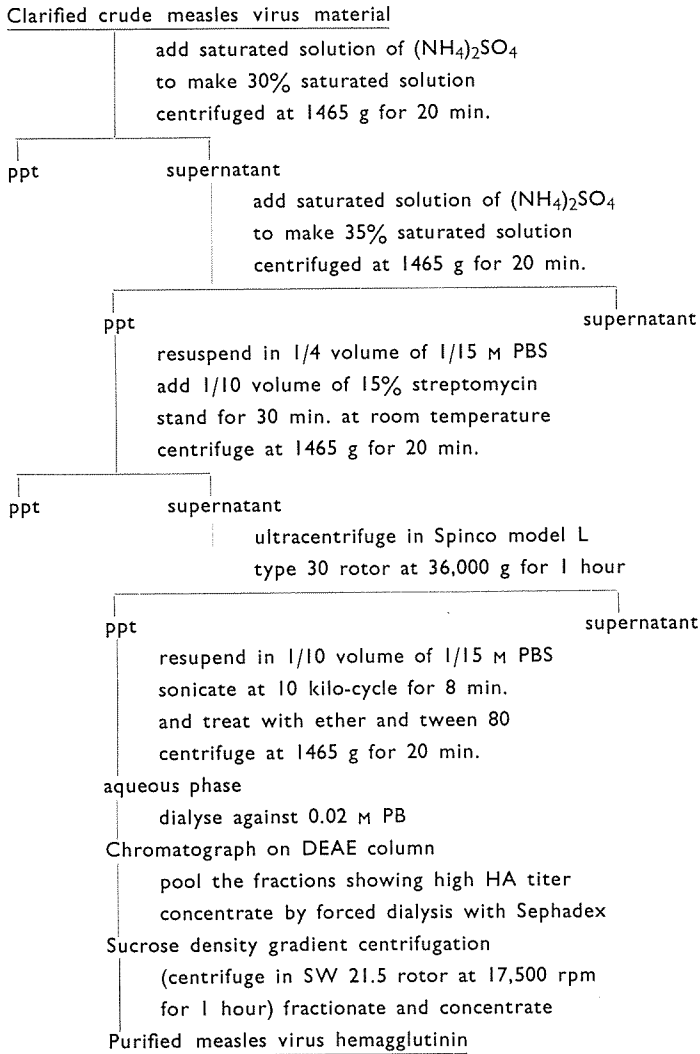 Clarified crude measles virus material
add saturated solution of (NH4)2SO4
to make 30% saturated solution
centrifuged at 1465 g for 20 min.
ppt supernatant
add saturated solution of (NH4)2SO4
to make 35% saturated solution
centrifuged at 1465 g for 20 min.
ppt supernatant
resuspend in 1/4 volume of 1/15 M PBS
add 1/10 volume of 15% streptomycin
stand for 30 min. at room temperature
centrifuge at 1465 g for 20 min.
ppt supernatant
ultracentrifuge in Spinco model L
type 30 rotor at 36,000 g for 1 hour
ppt supernatant
resupend in 1/10 volume of 1/15 M PBS
sonicate at 10 kilo-cycle for 8 min.
and treat with ether and tween 80
centrifuge at 1465 g for 20 min.
aqueous phase
dialyse against 0.02 M PB
Chromatograph on DEAE column
pool the fractions showing high HA titer
concentrate by forced dialysis with Sephadex
Sucrose density gradient centrifugation
(centrifuge in SW 21.5 rotor at 17,500 rpm
for 1 hour) fractionate and concentrate
Purified measles virus hemagglutinin